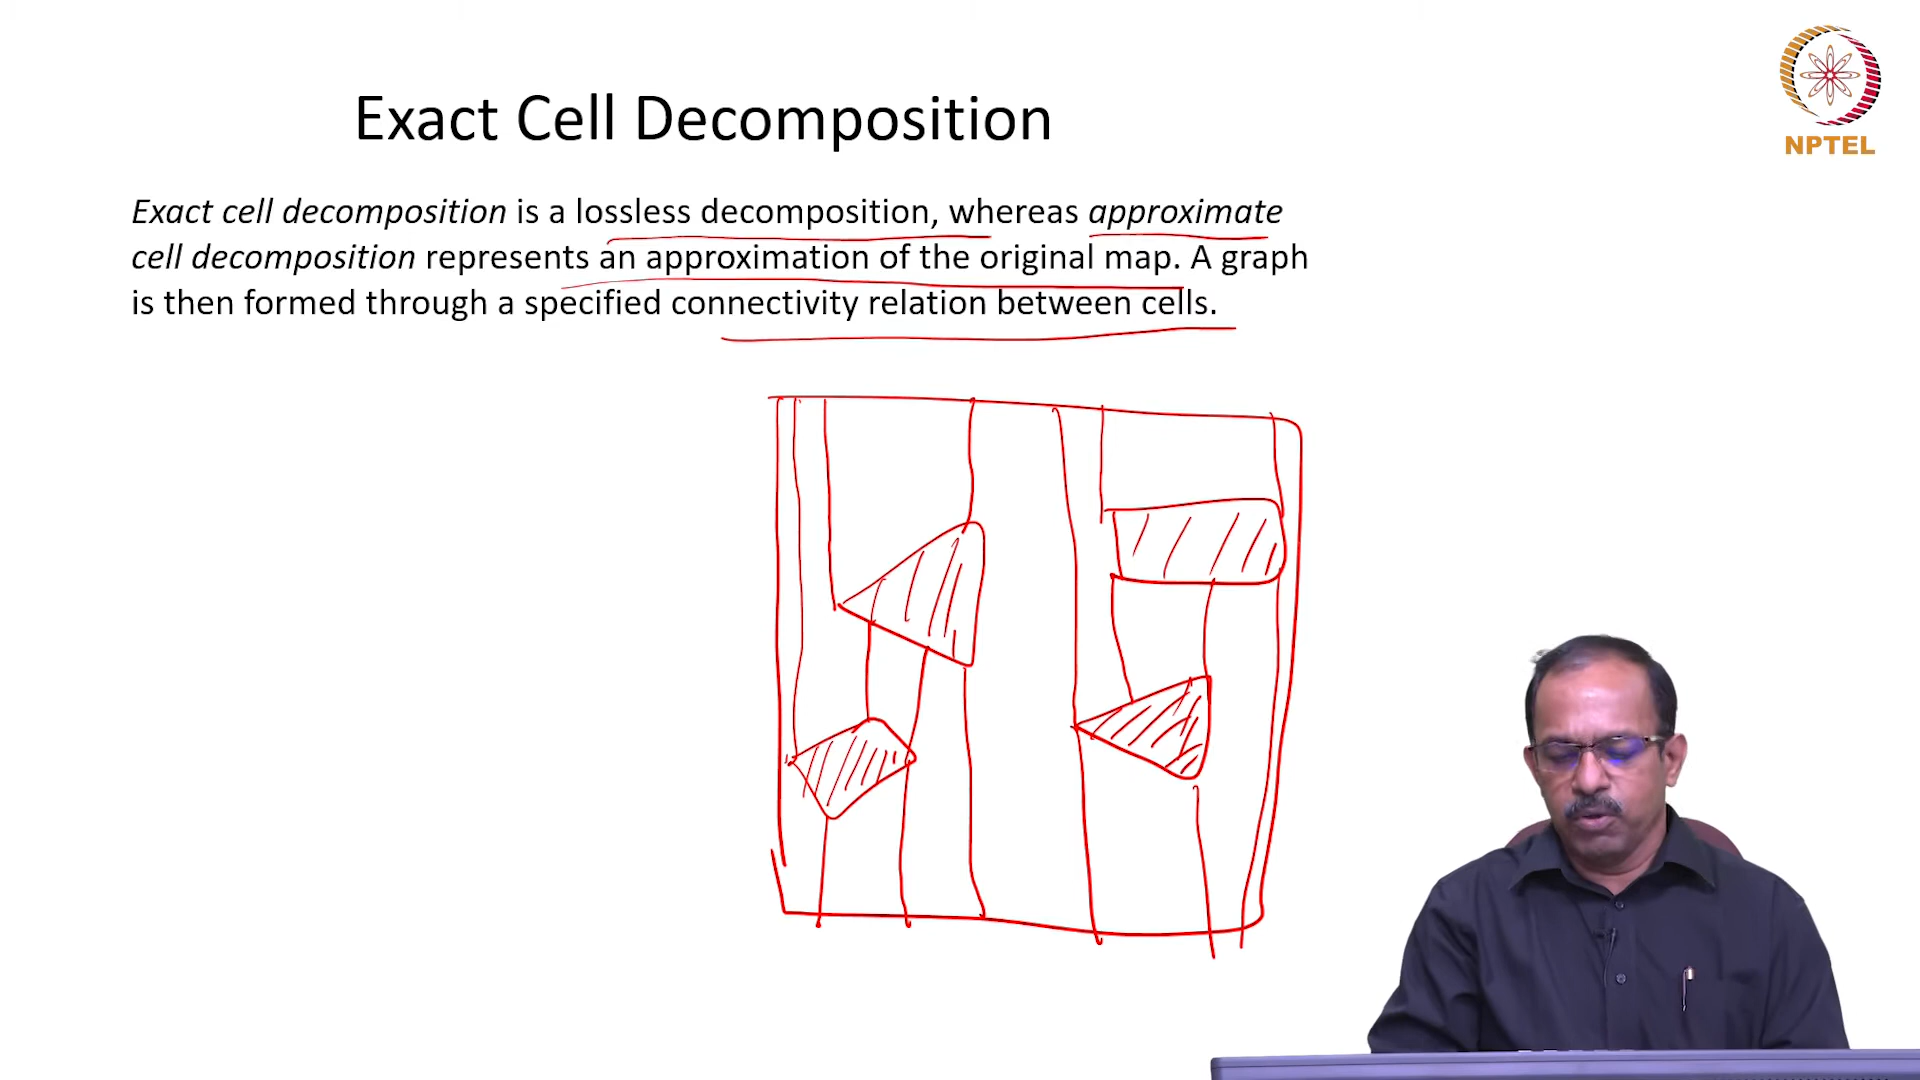 Exact Cell Decomposition
NPTEL
Exact cell decomposition is a lossless decomposition, whereas approximate
cell decomposition represents an approximation of the original map. A graph
is then formed through a specified connectivity relation between cells.